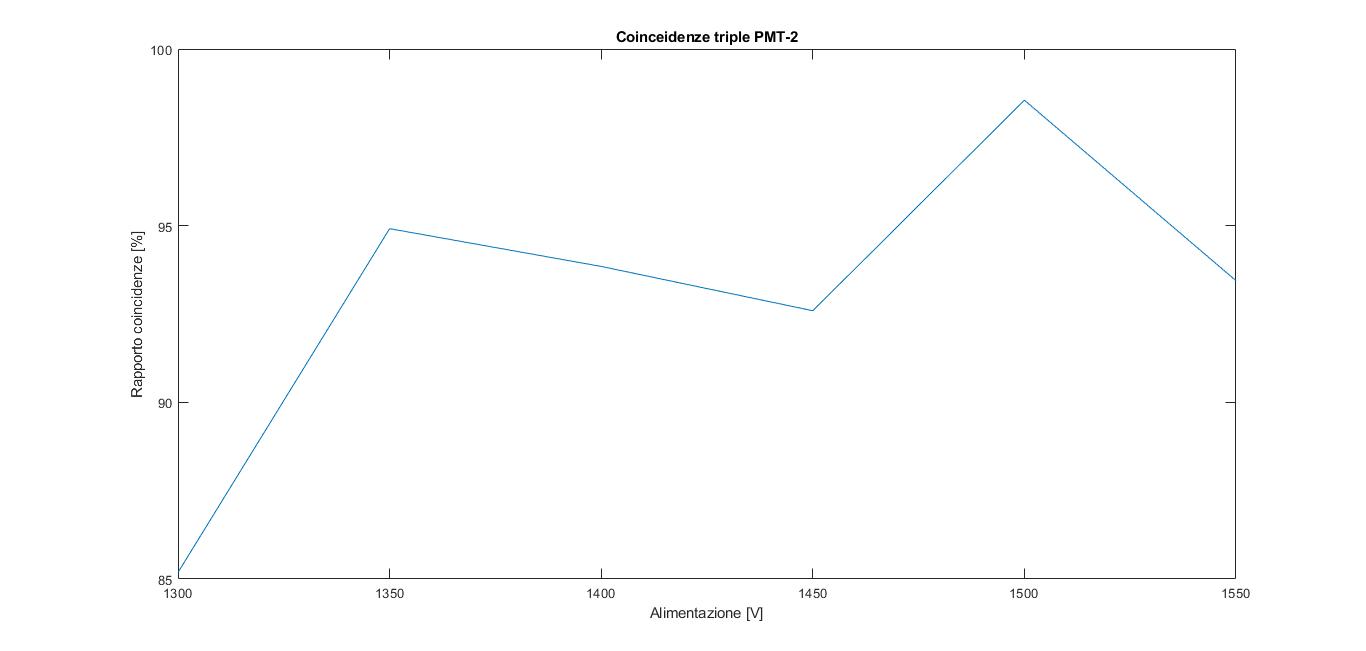 Coinceidenze triple PMT-2
100
95
90
85
Rapporto coincidenze [%]
1300 1350 1400 1450 1500 1550
Alimentazione [V]